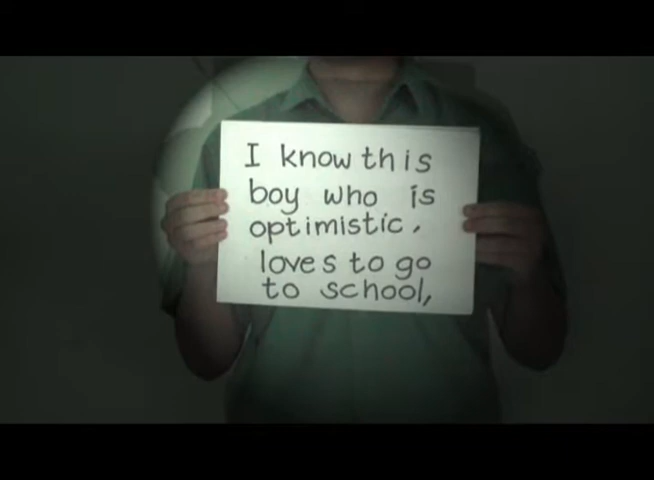 I know this
boy who is
optimistic,
loves to go
to school,